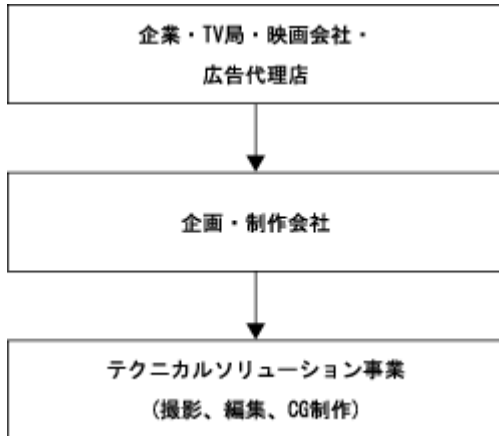 企業・TV局・映画会社・
広告代理店
企画・制作会社
テクニカルソリューション事業
(撮影、編集、CG制作)